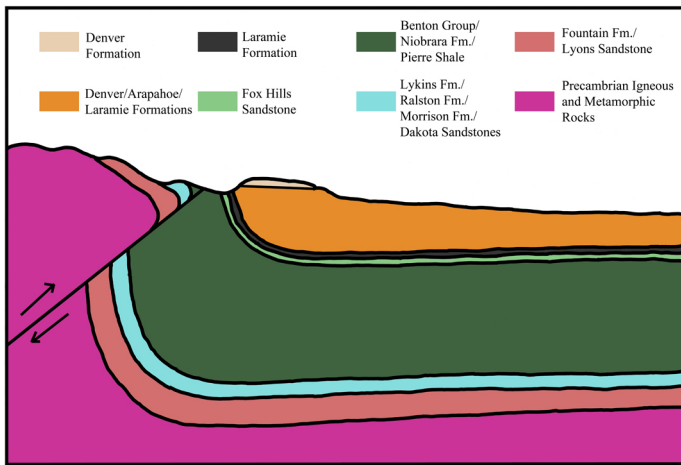 Denver
Formation
Laramie
Formation
Benton Group/
Niobrara Fm./
Pierre Shale
Fountain Fm./
Lyons Sandstone
Denver/Arapahoe/
Laramie Formations
Fox Hills
Sandstone
Lykins Fm./
Ralston Fm./
Morrison Fm./
Dakota Sandstones
Precambrian Igneous
and Metamorphic
Rocks